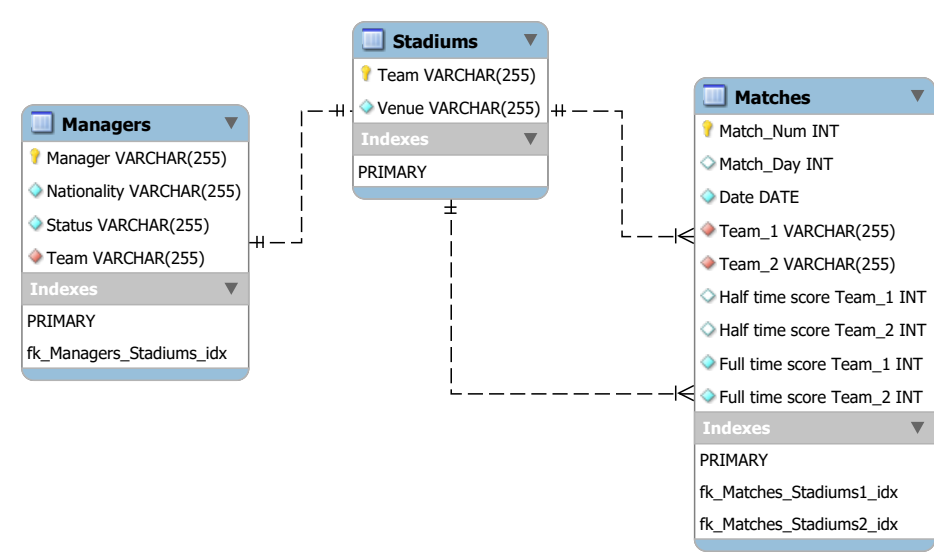 Managers
Manager VARCHAR(255)
Nationality VARCHAR(255)
Status VARCHAR(255)
Team VARCHAR(255)
Indexes
PRIMARY
fk_Managers_Stadiums_idx
Stadiums
Team VARCHAR(255)
Venue VARCHAR(255)
Indexes
PRIMARY
Matches
Match_Num INT
Match_Day INT
Date DATE
Team_1 VARCHAR(255)
Team_2 VARCHAR(255)
Half time score Team_1 INT
Half time score Team_2 INT
Full time score Team_1 INT
Full time score Team_2 INT
Indexes
PRIMARY
fk_Matches_Stadiums1_idx
fk_Matches_Stadiums2_idx